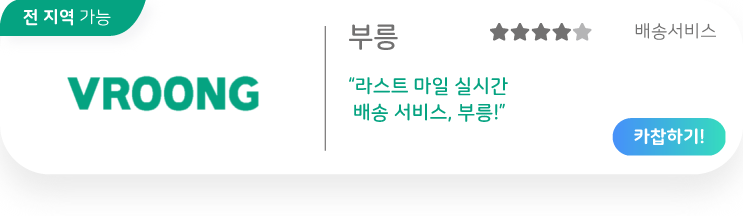 전 지역 가능
VROONG
부릉
배송서비스
“라스트 마일 실시간
배송 서비스, 부릉!”
카찹하기!